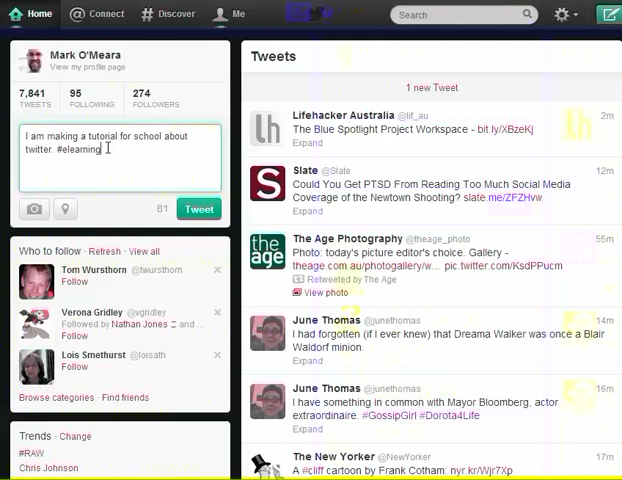 Home
Connect
Discover
Me
Search
Mark O'Meara
View my profile page
7,841
TWEETS
95
FOLLOWING
274
FOLLOWERS
I am making a tutorial for school about
twitter. #elearning
81
Tweet
Who to follow · Refresh · View all
Tom Wursthorn @twursthorn
Follow
Verona Gridley @vgridley
Followed by Nathan Jones and ...
Follow
Lois Smethurst @loisath
Follow
Browse categories · Find friends
Trends · Change
#RAW
Chris Johnson
Tweets
1 new Tweet
Lifehacker Australia @lif_au 2m
The Blue Spotlight Project Workspace - bit.ly/XBzeKj
Expand
Slate @Slate 12m
Could You Get PTSD From Reading Too Much Social Media
Coverage of the Newtown Shooting? slate.me/ZFZHvw
Expand
The Age Photography @theage_photo 55m
Photo: today's picture editor's choice. Gallery -
theage.com.au/photogallery/w... pic.twitter.com/KsdPPucm
Retweeted by The Age
View photo
June Thomas @junethomas 14m
I had forgotten (if I ever knew) that Dreama Walker was once a Blair
Waldorf minion.
Expand
June Thomas @junethomas 16m
I have something in common with Mayor Bloomberg, actor
extraordinaire. #GossipGirl #Dorota4Life
Expand
The New Yorker @NewYorker 17m
A #cliff cartoon by Frank Cotham: nyr.kr/Wjr7Xp
lh
S
the
age